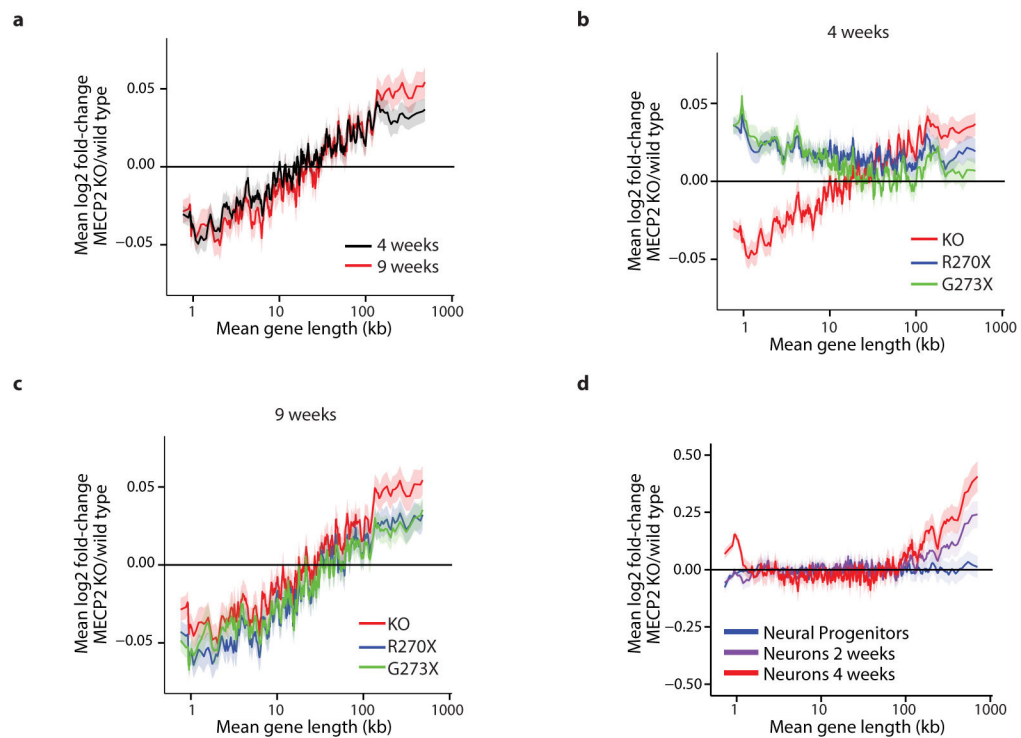 a
Mean log2 fold-change
MECP2 KO/wild type
0.05
0.00
−0.05
4 weeks
9 weeks
1
10
100
1000
Mean gene length (kb)
b
4 weeks
Mean log2 fold-change
MECP2 KO/wild type
0.05
0.00
−0.05
KO
R270X
G273X
1
10
100
1000
Mean gene length (kb)
c
9 weeks
Mean log2 fold-change
MECP2 KO/wild type
0.05
0.00
−0.05
KO
R270X
G273X
1
10
100
1000
Mean gene length (kb)
d
Mean log2 fold-change
MECP2 KO/wild type
0.50
0.25
0.00
−0.25
−0.50
Neural Progenitors
Neurons 2 weeks
Neurons 4 weeks
1
10
100
1000
Mean gene length (kb)